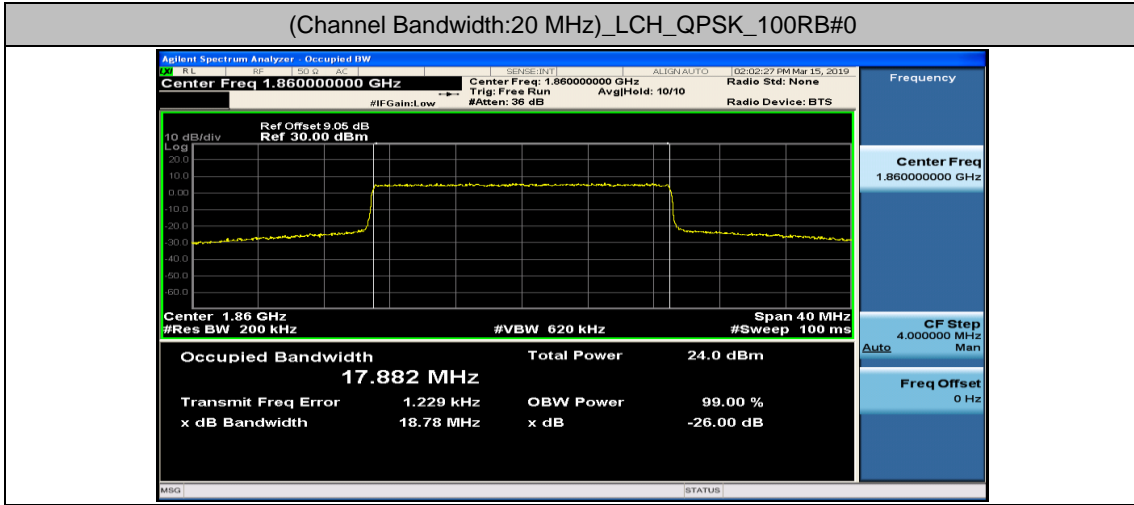 (Channel Bandwidth:20 MHz)_LCH_QPSK_100RB#0
Agilent Spectrum Analyzer - Occupied BW
LXI RL RF 50 Ω AC SENSE:INT ALIGN AUTO 02:02:27 PM Mar 15, 2019
Center Freq 1.860000000 GHz
Center Freq: 1.860000000 GHz
Radio Std: None
Trig: Free Run Avg|Hold: 10/10
#IFGain:Low
#Atten: 36 dB
Radio Device: BTS
Ref Offset 9.05 dB
10 dB/div Ref 30.00 dBm
Log
20.0
10.0
0.00
-10.0
-20.0
-30.0
-40.0
-50.0
-60.0
Center 1.86 GHz Span 40 MHz
#Res BW 200 kHz #VBW 620 kHz #Sweep 100 ms
Occupied Bandwidth Total Power 24.0 dBm
17.882 MHz
Transmit Freq Error 1.229 kHz OBW Power 99.00 %
x dB Bandwidth 18.78 MHz x dB -26.00 dB
MSG STATUS
Frequency
Center Freq
1.860000000 GHz
CF Step
4.000000 MHz
Auto Man
Freq Offset
0 Hz